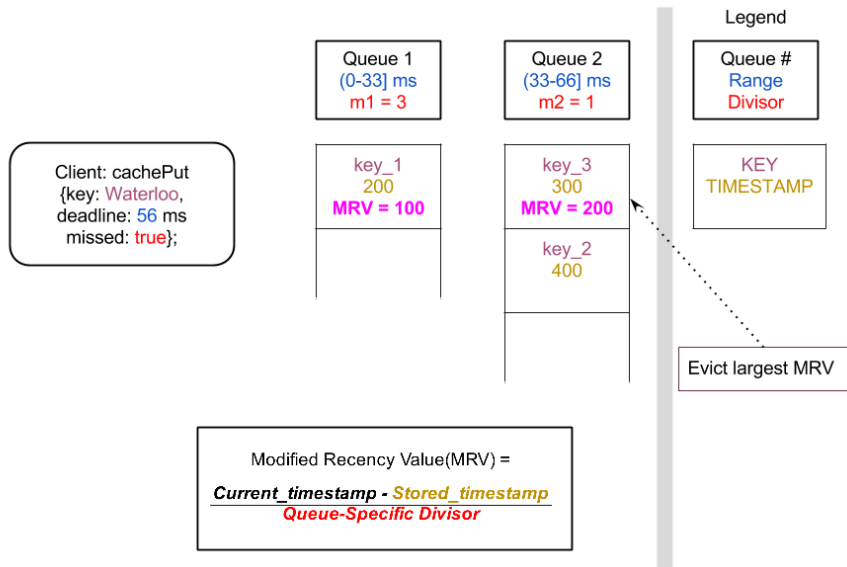 Legend
Queue 1
(0-33] ms
m1 = 3
Queue 2
(33-66] ms
m2 = 1
Queue #
Range
Divisor
Client: cachePut
{key: Waterloo,
deadline: 56 ms
missed: true};
key_1
200
MRV = 100
key_3
300
MRV = 200
key_2
400
KEY
TIMESTAMP
Evict largest MRV
Modified Recency Value(MRV) =
Current_timestamp - Stored_timestamp
Queue-Specific Divisor